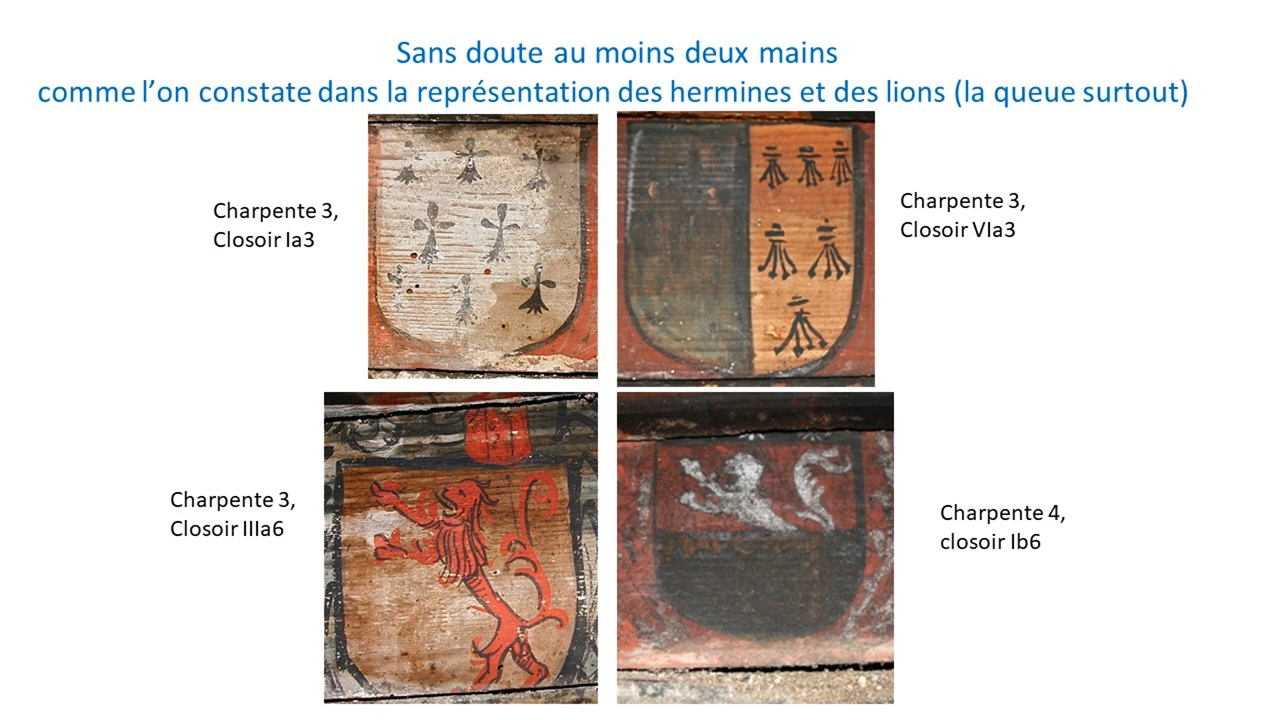 Sans doute au moins deux mains
comme l’on constate dans la représentation des hermines et des lions (la queue surtout)
Charpente 3,
Closoir Ia3
Charpente 3,
Closoir VIa3
Charpente 3,
Closoir IIIa6
Charpente 4,
closoir Ib6